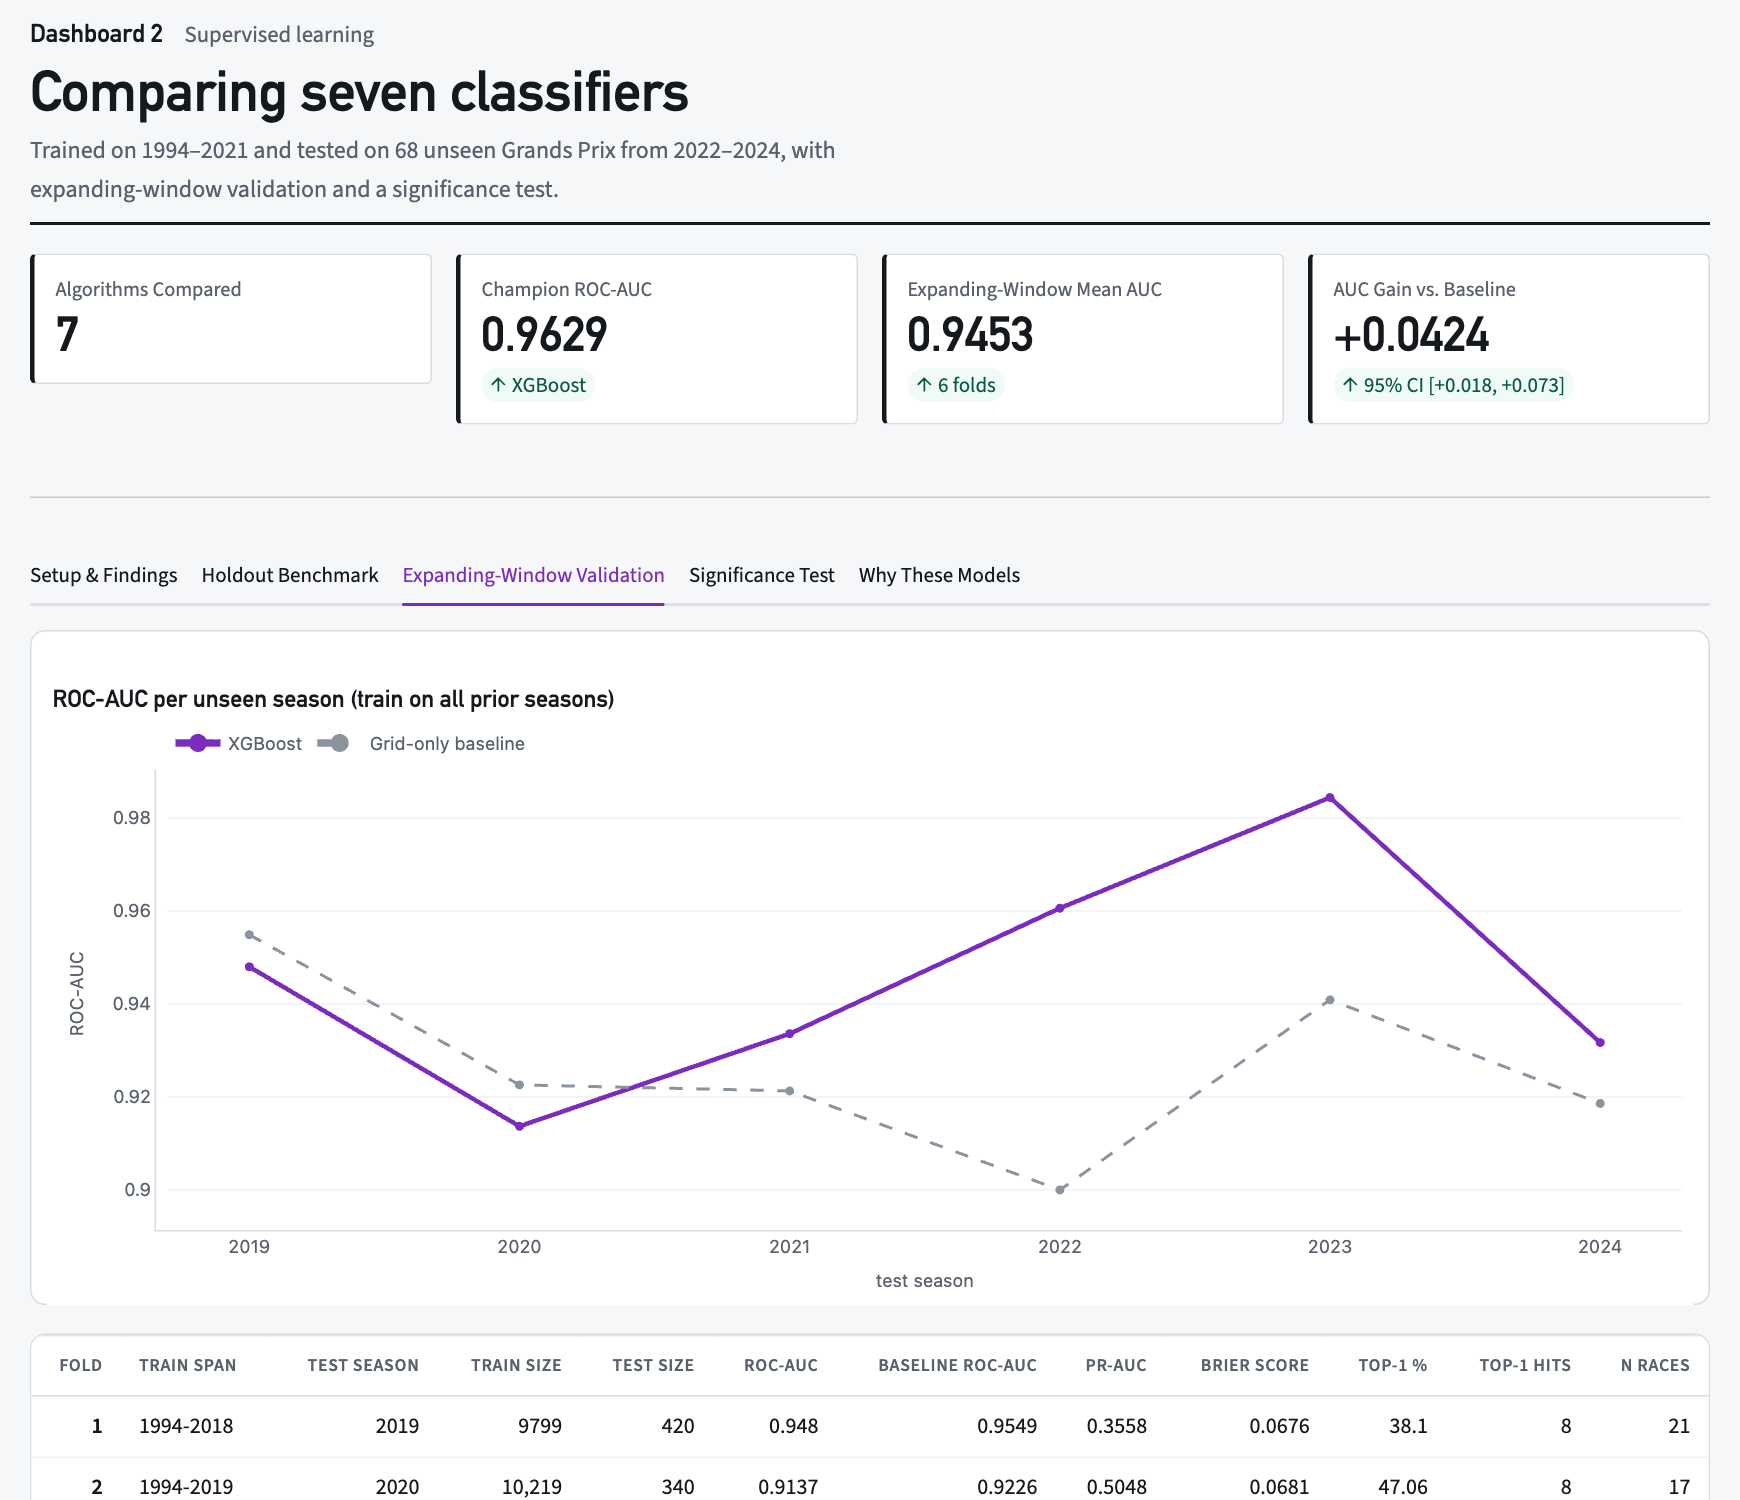 Dashboard 2 Supervised learning
Comparing seven classifiers
Trained on 1994–2021 and tested on 68 unseen Grands Prix from 2022–2024, with
expanding-window validation and a significance test.
Algorithms Compared
7
Champion ROC-AUC
0.9629
↑ XGBoost
Expanding-Window Mean AUC
0.9453
↑ 6 folds
AUC Gain vs. Baseline
+0.0424
↑ 95% CI [+0.018, +0.073]
Setup & Findings Holdout Benchmark Expanding-Window Validation Significance Test Why These Models
ROC-AUC per unseen season (train on all prior seasons)
XGBoost Grid-only baseline
0.98
0.96
0.94
0.92
0.9
ROC-AUC
2019 2020 2021 2022 2023 2024
test season
FOLD TRAIN SPAN TEST SEASON TRAIN SIZE TEST SIZE ROC-AUC BASELINE ROC-AUC PR-AUC BRIER SCORE TOP-1 % TOP-1 HITS N RACES
1 1994-2018 2019 9799 420 0.948 0.9549 0.3558 0.0676 38.1 8 21
2 1994-2019 2020 10,219 340 0.9137 0.9226 0.5048 0.0681 47.06 8 17